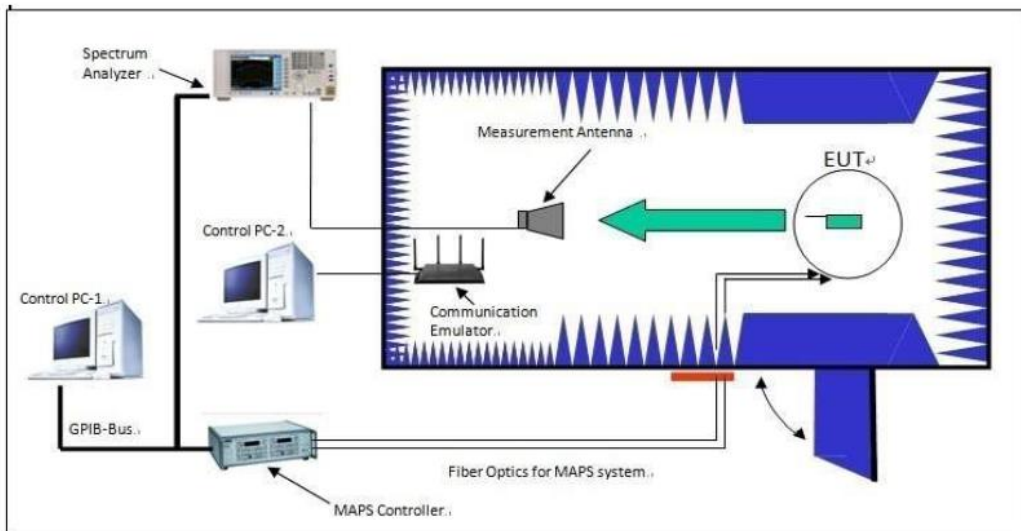 Spectrum
Analyzer
Measurement Antenna
EUT
Control PC-2
Control PC-1
Communication
Emulator
GPIB-Bus
Fiber Optics for MAPS system
MAPS Controller